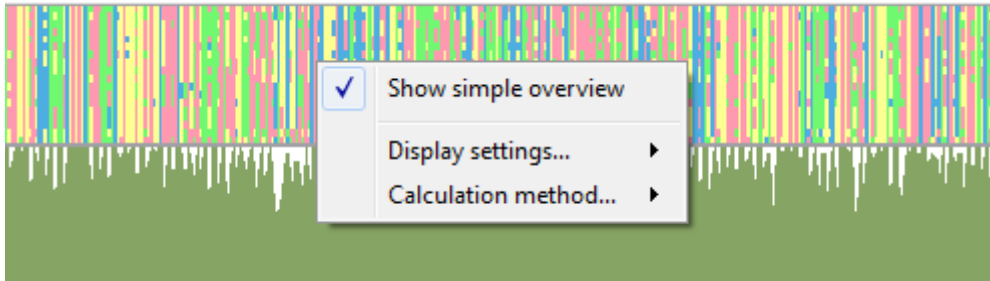 Show simple overview
Display settings...
Calculation method...